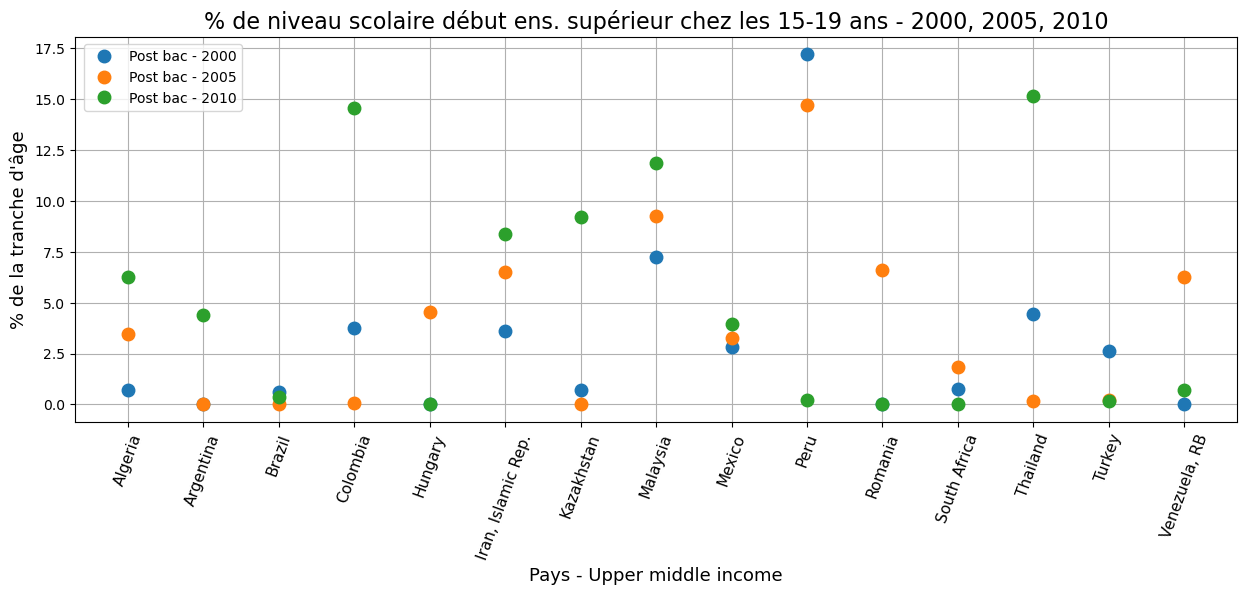 % de niveau scolaire début ens. supérieur chez les 15-19 ans - 2000, 2005, 2010
Post bac - 2000
Post bac - 2005
Post bac - 2010
% de la tranche d'âge
17.5
15.0
12.5
10.0
7.5
5.0
2.5
0.0
Algeria
Argentina
Brazil
Colombia
Hungary
Iran, Islamic Rep.
Kazakhstan
Malaysia
Mexico
Peru
Romania
South Africa
Thailand
Turkey
Venezuela, RB
Pays - Upper middle income